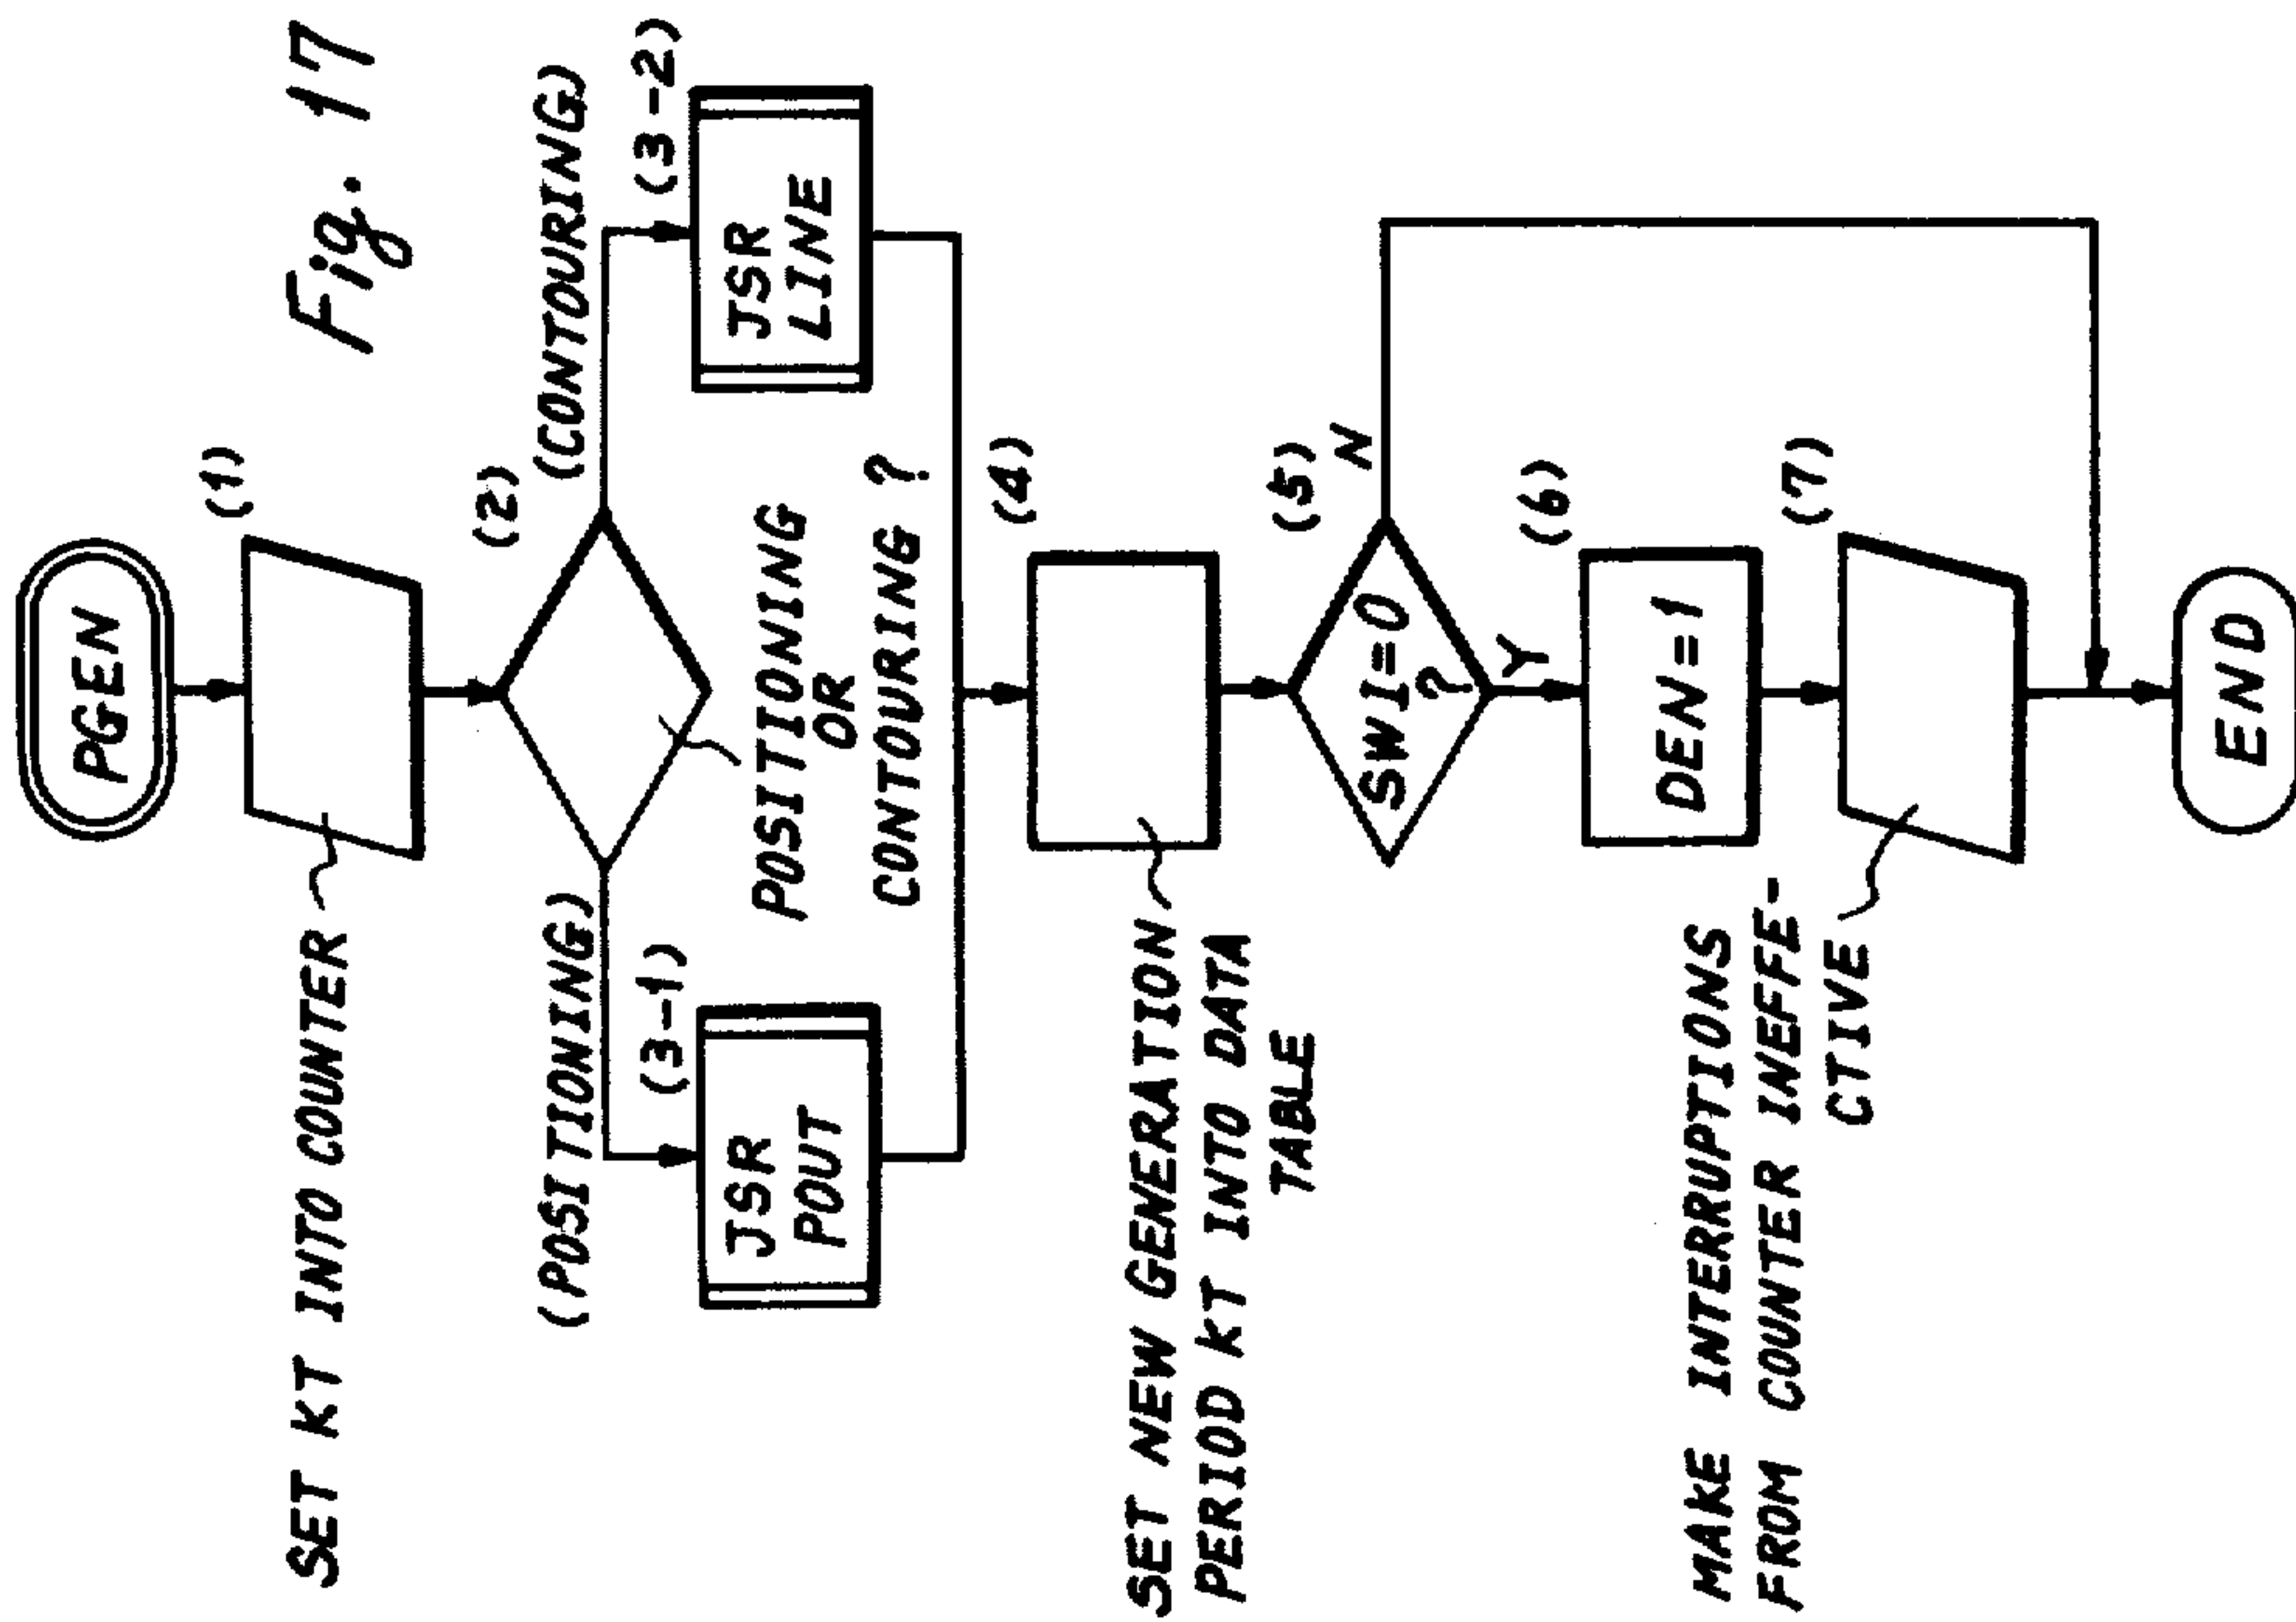 Fig. 17
PGEN
(1)
SET KT INTO COUNTER
(2)
(POSITIONING)
(CONTOURING)
POSITIONING
OR
CONTOURING ?
(3-1)
JSR
POUT
(3-2)
JSR
LINE
(4)
SET NEW GENERATION
PERIOD KT INTO DATA
TABLE
(5)
SW1=0
?
N
Y
(6)
DEN=1
(7)
MAKE INTERRUPTIONS
FROM COUNTER INEFFE-
CTIVE
END